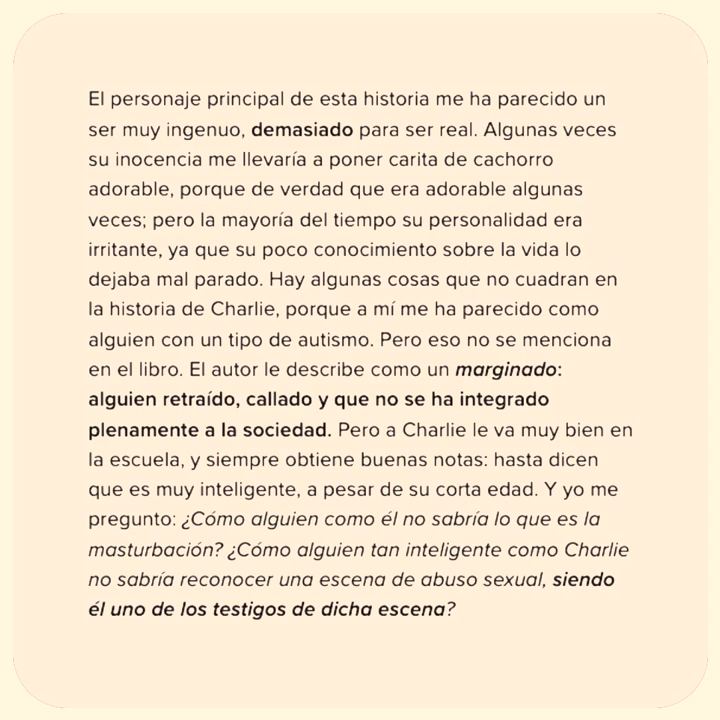 El personaje principal de esta historia me ha parecido un
ser muy ingenuo, demasiado para ser real. Algunas veces
su inocencia me llevaría a poner carita de cachorro
adorable, porque de verdad que era adorable algunas
veces; pero la mayoría del tiempo su personalidad era
irritante, ya que su poco conocimiento sobre la vida lo
dejaba mal parado. Hay algunas cosas que no cuadran en
la historia de Charlie, porque a mí me ha parecido como
alguien con un tipo de autismo. Pero eso no se menciona
en el libro. El autor le describe como un marginado:
alguien retraído, callado y que no se ha integrado
plenamente a la sociedad. Pero a Charlie le va muy bien en
la escuela, y siempre obtiene buenas notas: hasta dicen
que es muy inteligente, a pesar de su corta edad. Y yo me
pregunto: ¿Cómo alguien como él no sabría lo que es la
masturbación? ¿Cómo alguien tan inteligente como Charlie
no sabría reconocer una escena de abuso sexual, siendo
él uno de los testigos de dicha escena?